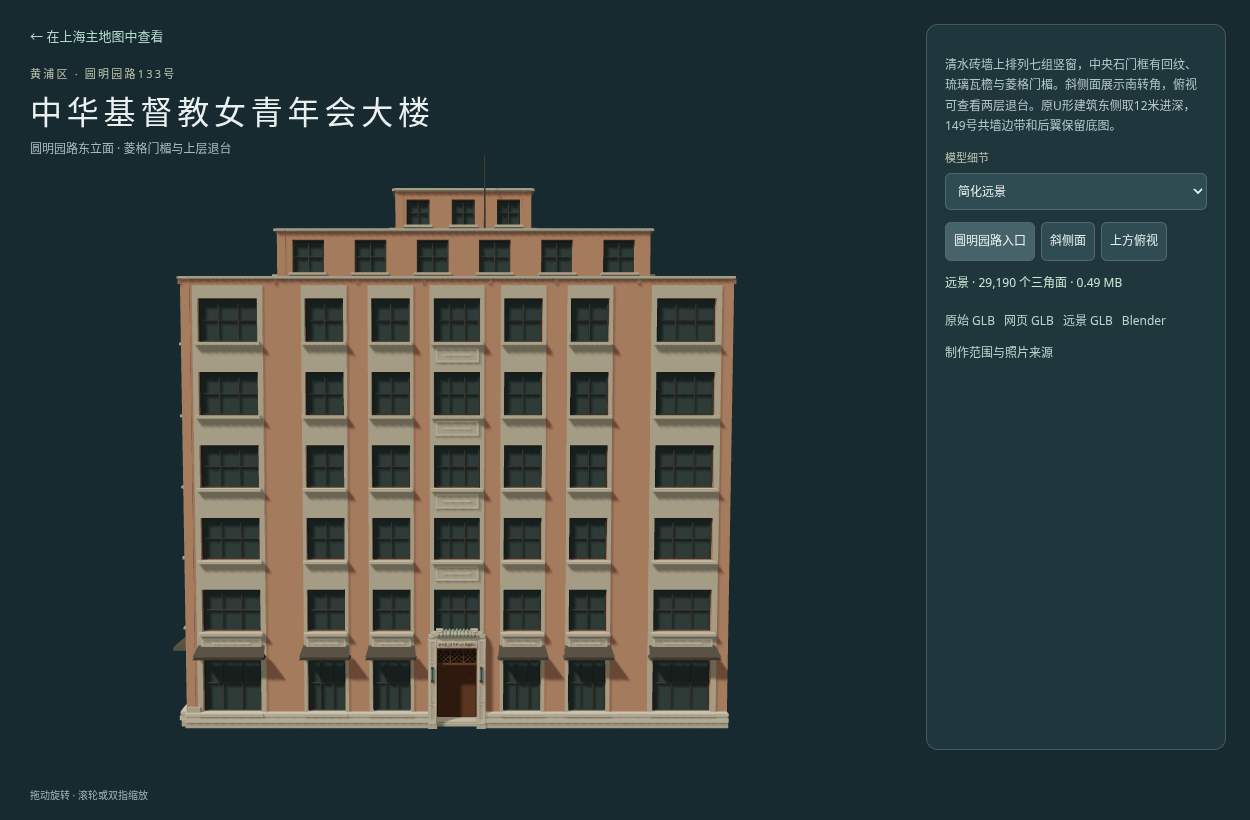 ← 在上海主地图中查看
黄浦区 · 圆明园路133号
中华基督教女青年会大楼
圆明园路东立面 · 菱格门楣与上层退台
清水砖墙上排列七组竖窗，中央石门框有回纹、
琉璃瓦檐与菱格门楣。斜侧面展示南转角，俯视
可查看两层退台。原U形建筑东侧取12米进深，
149号共墙边带和后翼保留底图。
模型细节
简化远景
圆明园路入口 斜侧面 上方俯视
远景 · 29,190 个三角面 · 0.49 MB
原始 GLB 网页 GLB 远景 GLB Blender
制作范围与照片来源
拖动旋转 · 滚轮或双指缩放